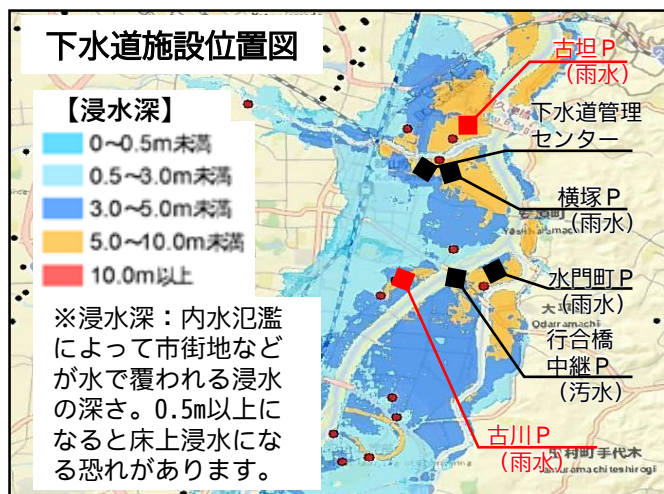 下水道施設位置図
【浸水深】
0~0.5m未満
0.5~3.0m未満
3.0~5.0m未満
5.0~10.0m未満
10.0m以上
※浸水深：内水氾濫
によって市街地など
が水で覆われる浸水
の深さ。0.5m以上に
なると床上浸水にな
る恐れがあります。
古坦P
（雨水）
下水道管理
センター
横塚P
（雨水）
水門町P
（雨水）
行合橋
中継P
（汚水）
古川P
（雨水）
Odaramachi